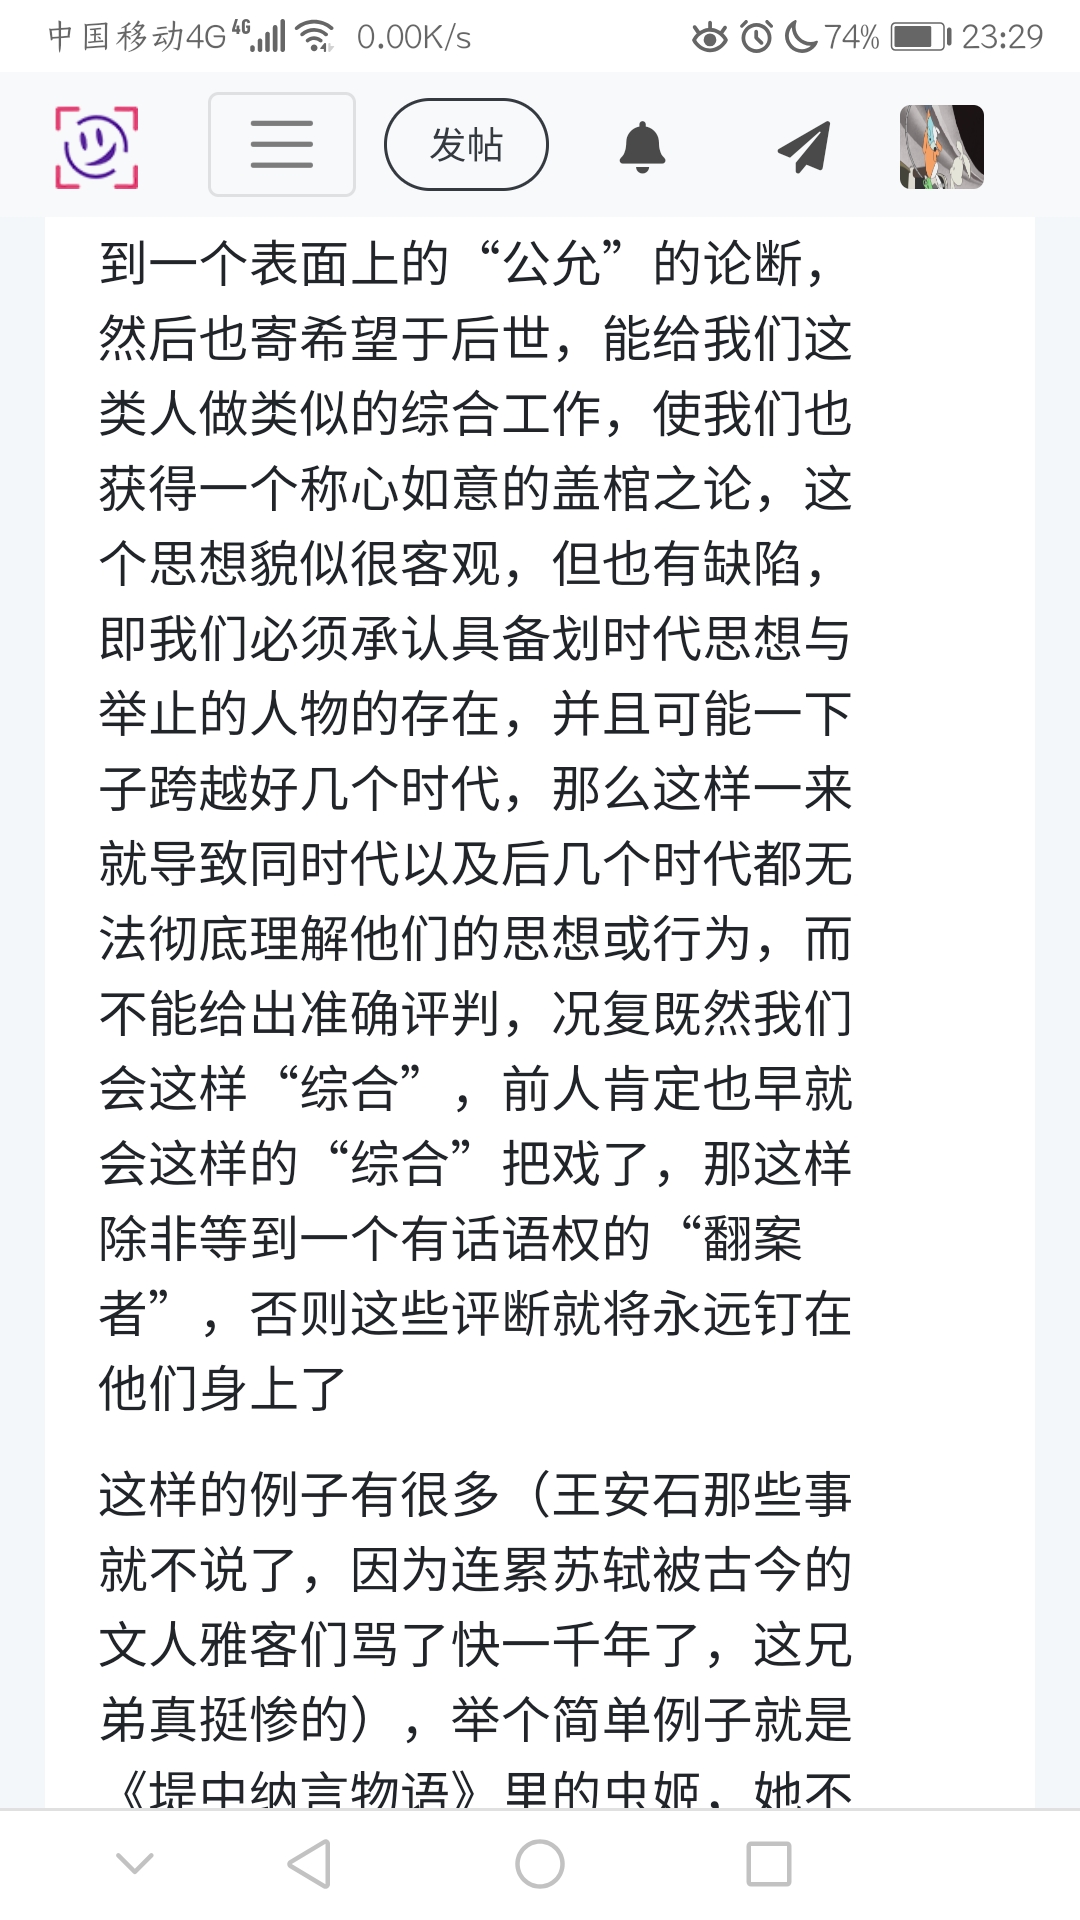 中国移动4G 4G 0.00K/s 74% 23:29
发帖
到一个表面上的“公允”的论断，
然后也寄希望于后世，能给我们这
类人做类似的综合工作，使我们也
获得一个称心如意的盖棺之论，这
个思想貌似很客观，但也有缺陷，
即我们必须承认具备划时代思想与
举止的人物的存在，并且可能一下
子跨越好几个时代，那么这样一来
就导致同时代以及后几个时代都无
法彻底理解他们的思想或行为，而
不能给出准确评判，况复既然我们
会这样“综合”，前人肯定也早就
会这样的“综合”把戏了，那这样
除非等到一个有话语权的“翻案
者”，否则这些评断就将永远钉在
他们身上了
这样的例子有很多（王安石那些事
就不说了，因为连累苏轼被古今的
文人雅客们骂了快一千年了，这兄
弟真挺惨的），举个简单例子就是
《堤中纳言物语》里的虫姬，她不